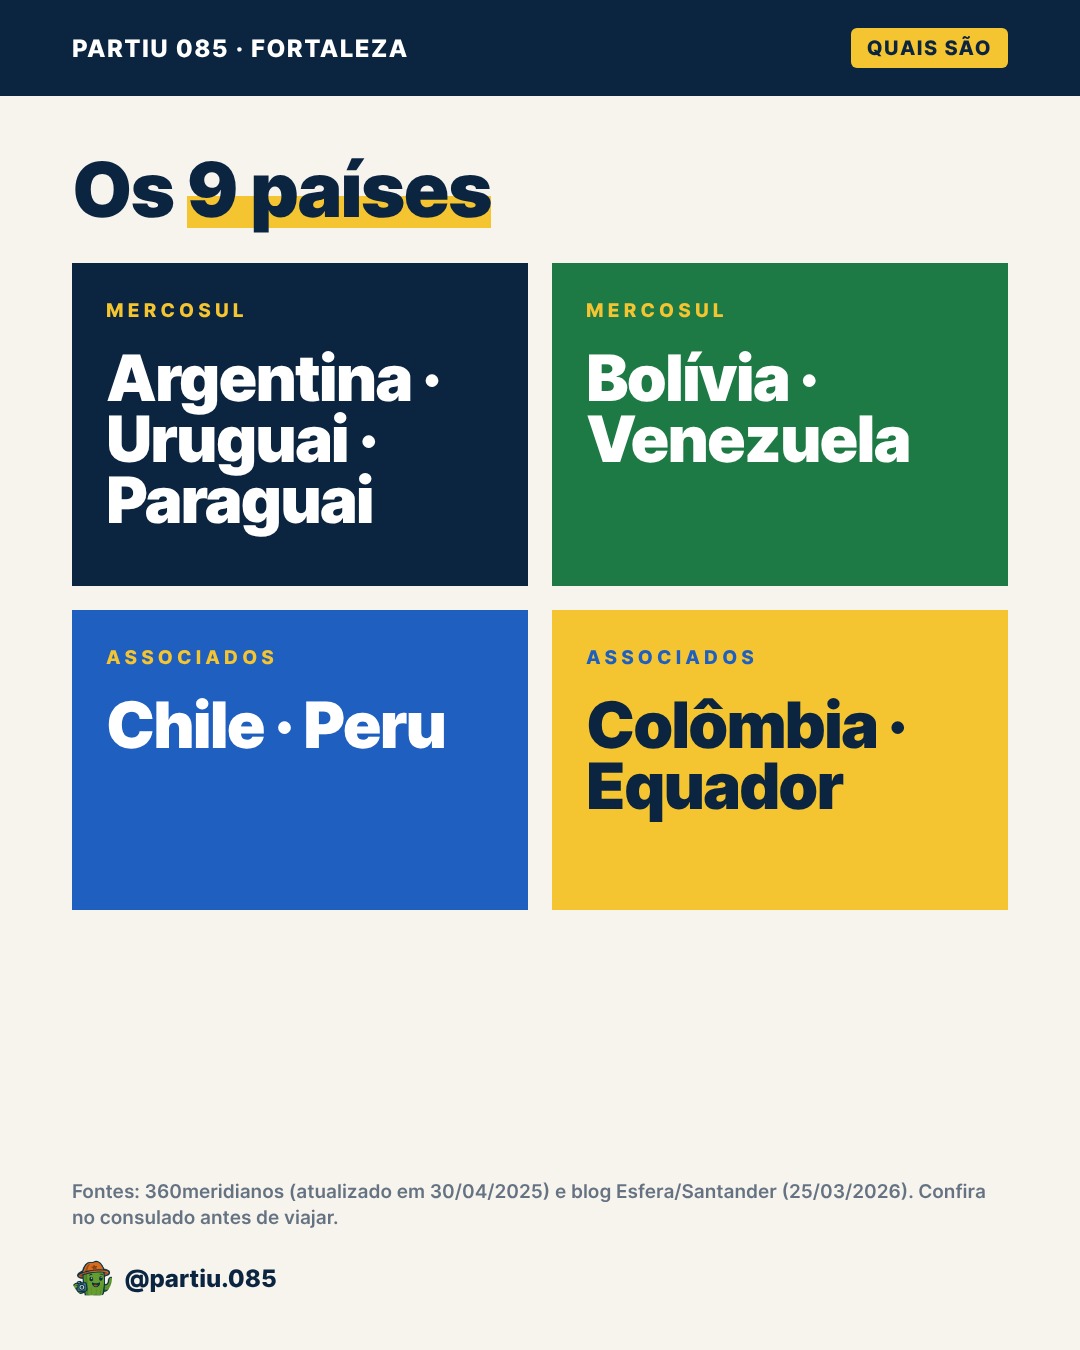 PARTIU 085 · FORTALEZA
QUAIS SÃO
Os 9 países
MERCOSUL
Argentina ·
Uruguai ·
Paraguai
MERCOSUL
Bolívia ·
Venezuela
ASSOCIADOS
Chile · Peru
ASSOCIADOS
Colômbia ·
Equador
Fontes: 360meridianos (atualizado em 30/04/2025) e blog Esfera/Santander (25/03/2026). Confira
no consulado antes de viajar.
@partiu.085